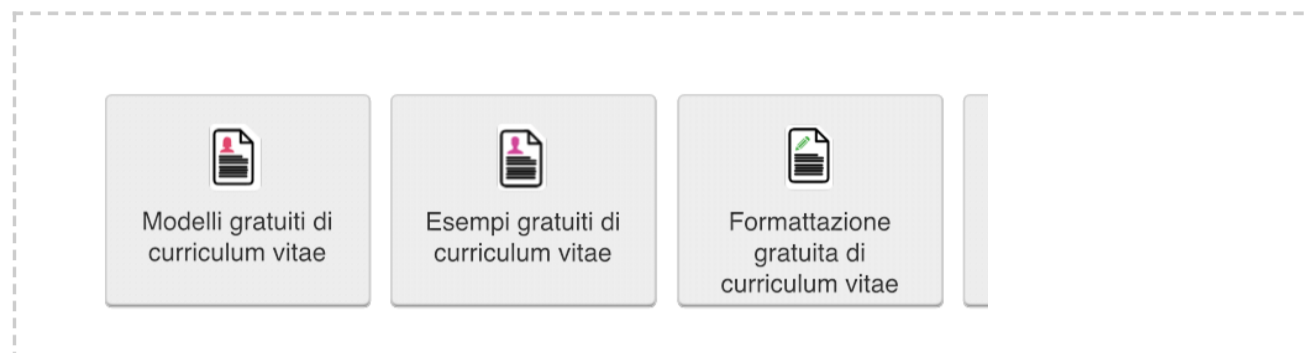 Modelli gratuiti di
curriculum vitae
Esempi gratuiti di
curriculum vitae
Formattazione
gratuita di
curriculum vitae